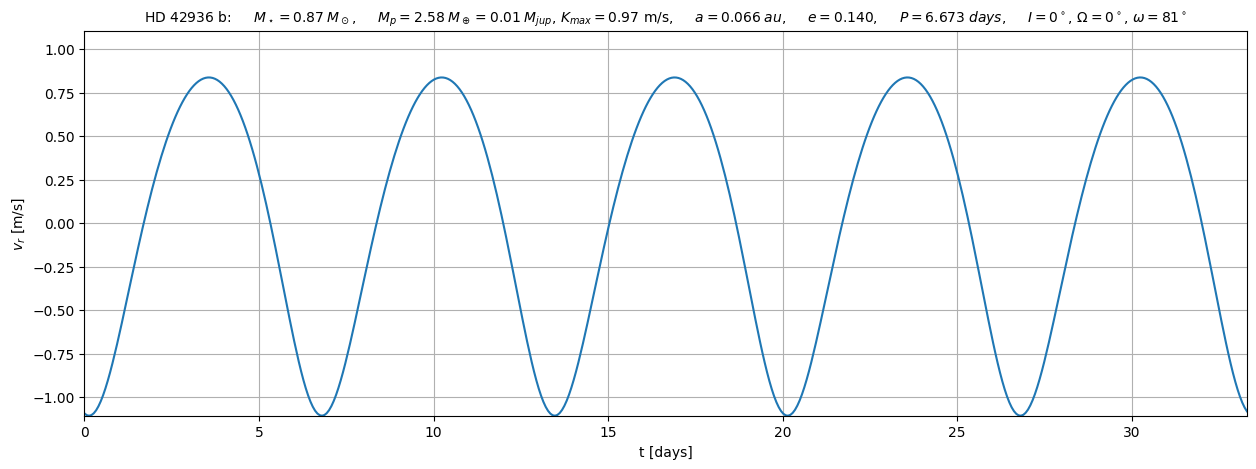 HD 42936 b: M⋆ = 0.87 M⊙, Mp = 2.58 M⊕ = 0.01 Mjup, Kmax = 0.97 m/s, a = 0.066 au, e = 0.140, P = 6.673 days, I = 0°, Ω = 0°, ω = 81°
1.00
0.75
0.50
0.25
0.00
−0.25
−0.50
−0.75
−1.00
vr [m/s]
0 5 10 15 20 25 30
t [days]